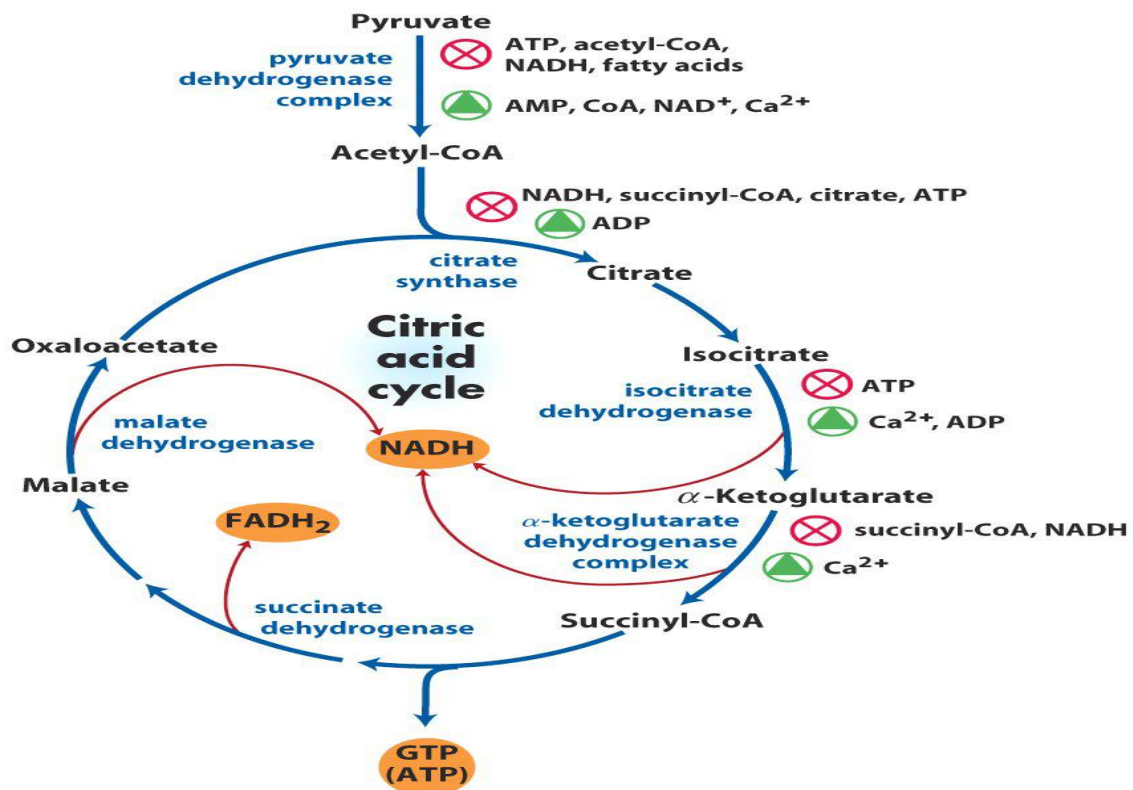 Pyruvate
ATP, acetyl-CoA,
NADH, fatty acids
pyruvate
dehydrogenase
complex
AMP, CoA, NAD⁺, Ca²⁺
Acetyl-CoA
NADH, succinyl-CoA, citrate, ATP
ADP
citrate
synthase
Citrate
Citric
acid
cycle
Oxaloacetate
Isocitrate
isocitrate
dehydrogenase
ATP
Ca²⁺, ADP
malate
dehydrogenase
NADH
Malate
α-Ketoglutarate
FADH₂
α-ketoglutarate
dehydrogenase
complex
succinyl-CoA, NADH
Ca²⁺
succinate
dehydrogenase
Succinyl-CoA
GTP
(ATP)